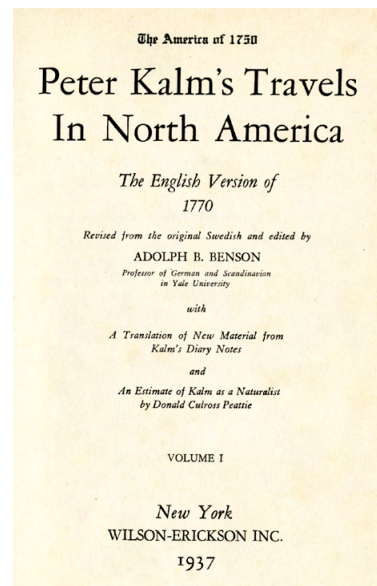 The America of 1750
Peter Kalm's Travels
In North America
The English Version of
1770
Revised from the original Swedish and edited by
ADOLPH B. BENSON
Professor of German and Scandinavian
in Yale University
with
A Translation of New Material from
Kalm's Diary Notes
and
An Estimate of Kalm as a Naturalist
by Donald Culross Peattie
VOLUME I
New York
WILSON-ERICKSON INC.
1937